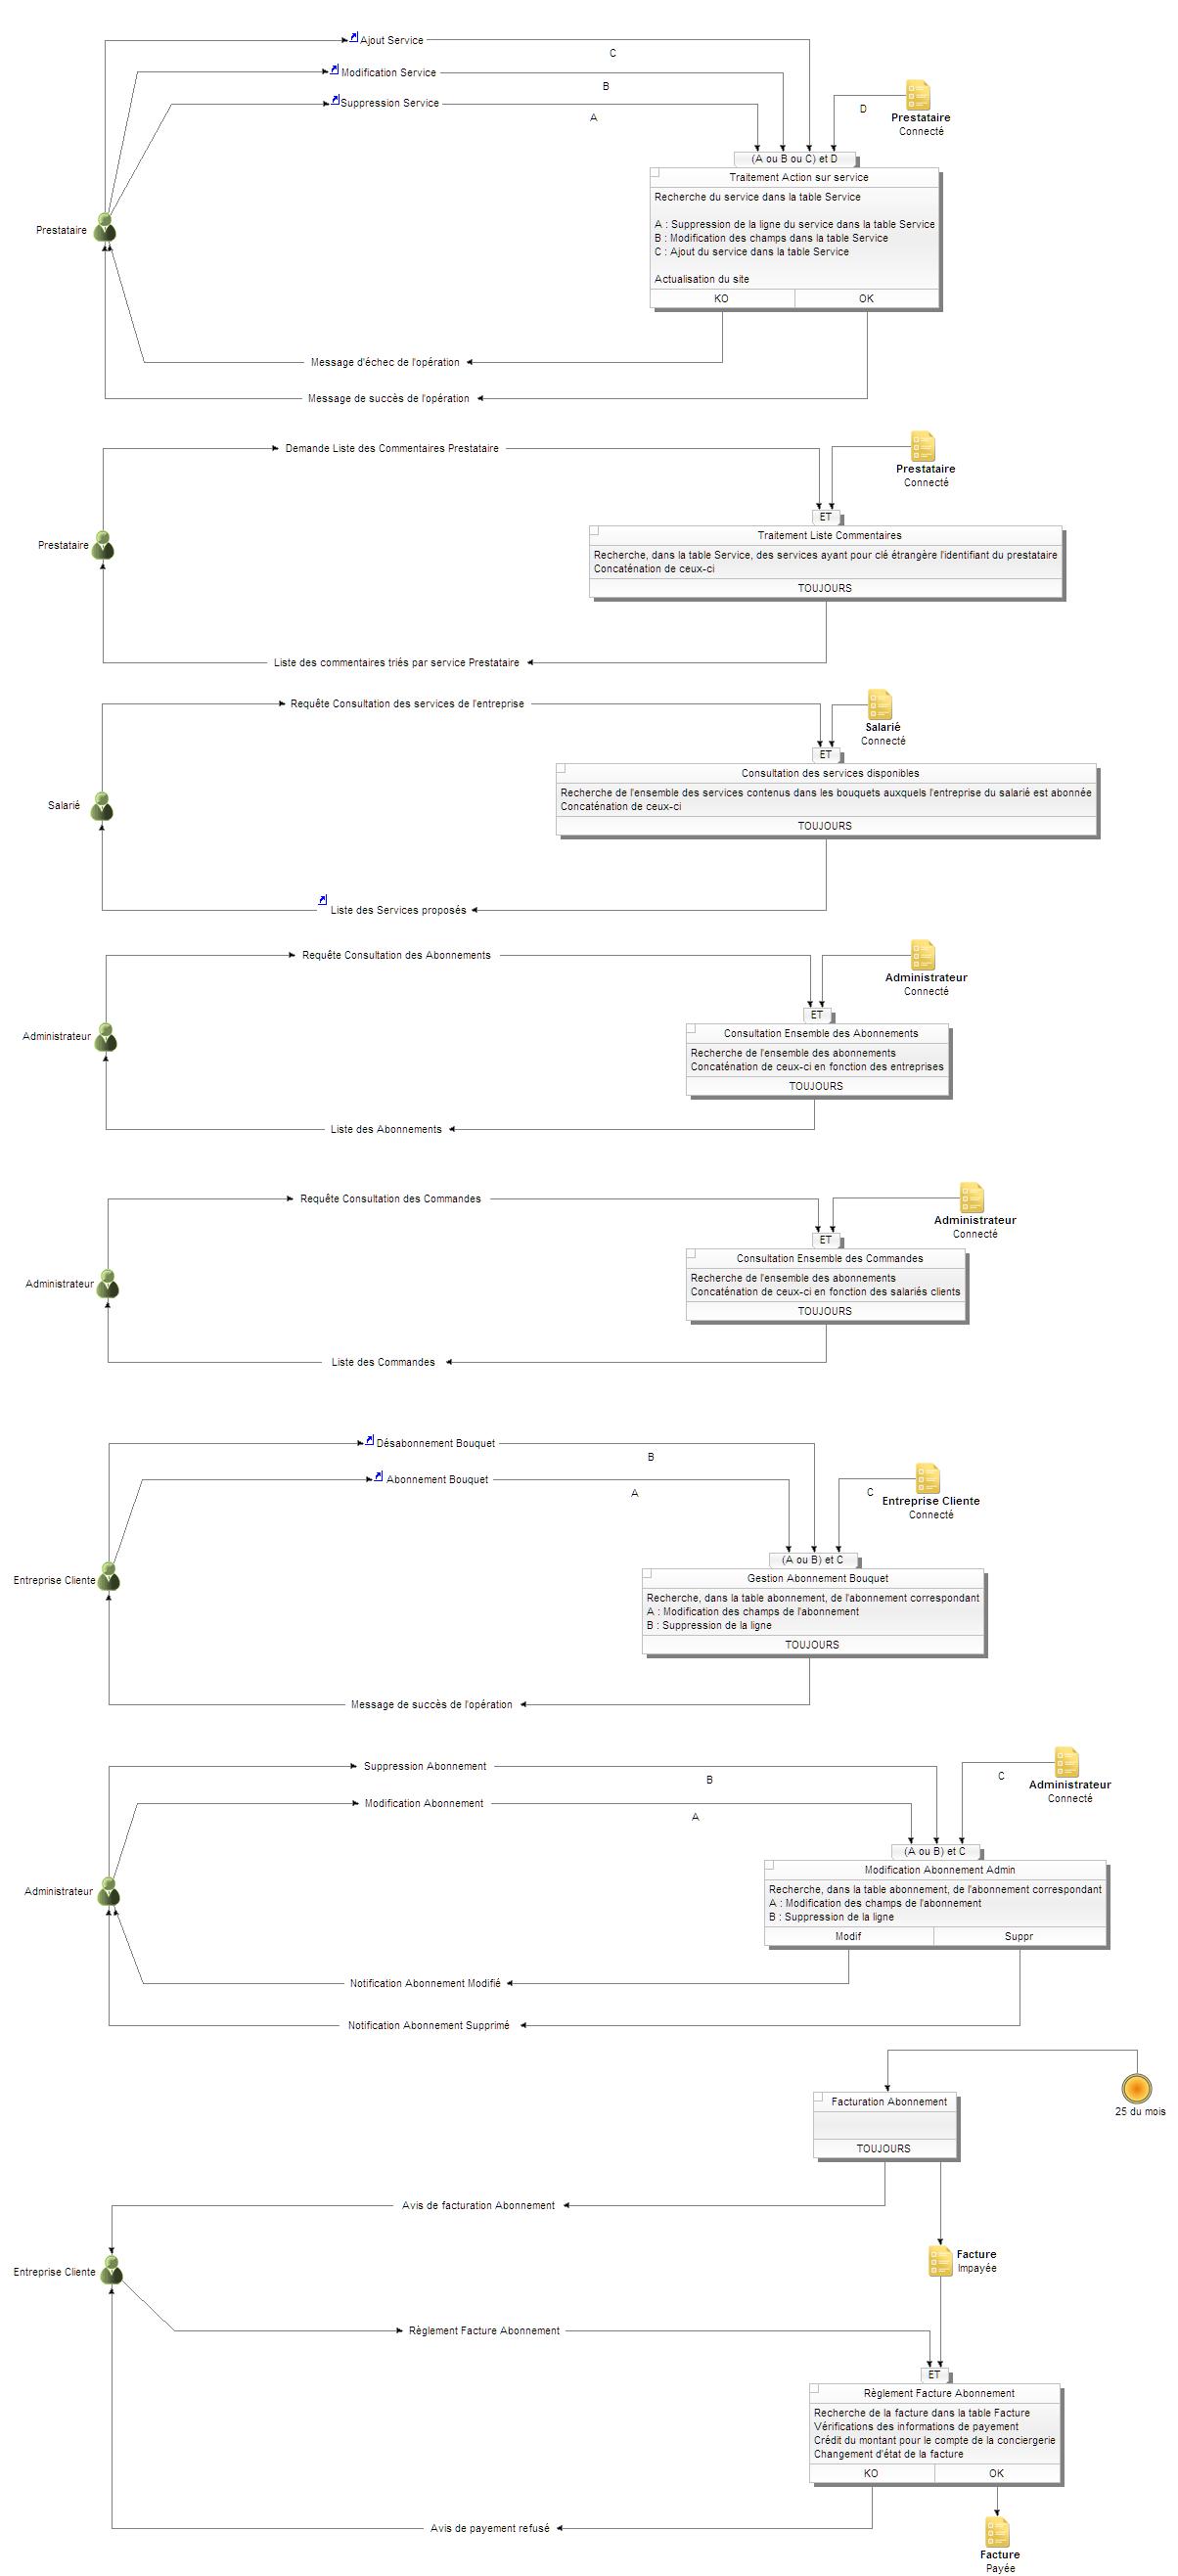 Ajout Service
C
Modification Service
B
Suppression Service
A
D
Prestataire
Connecté
(A ou B ou C) et D
Traitement Action sur service
Recherche du service dans la table Service
A : Suppression de la ligne du service dans la table Service
B : Modification des champs dans la table Service
C : Ajout du service dans la table Service
Actualisation du site
KO
OK
Prestataire
Message d'échec de l'opération
Message de succès de l'opération
Demande Liste des Commentaires Prestataire
Prestataire
Connecté
ET
Traitement Liste Commentaires
Recherche, dans la table Service, des services ayant pour clé étrangère l'identifiant du prestataire
Concaténation de ceux-ci
TOUJOURS
Prestataire
Liste des commentaires triés par service Prestataire
Requête Consultation des services de l'entreprise
Salarié
Connecté
ET
Consultation des services disponibles
Recherche de l'ensemble des services contenus dans les bouquets auxquels l'entreprise du salarié est abonnée
Concaténation de ceux-ci
TOUJOURS
Salarié
Liste des Services proposés
Requête Consultation des Abonnements
Administrateur
Connecté
ET
Consultation Ensemble des Abonnements
Recherche de l'ensemble des abonnements
Concaténation de ceux-ci en fonction des entreprises
TOUJOURS
Administrateur
Liste des Abonnements
Requête Consultation des Commandes
Administrateur
Connecté
ET
Consultation Ensemble des Commandes
Recherche de l'ensemble des abonnements
Concaténation de ceux-ci en fonction des salariés clients
TOUJOURS
Administrateur
Liste des Commandes
Désabonnement Bouquet
B
Abonnement Bouquet
A
C
Entreprise Cliente
Connecté
(A ou B) et C
Gestion Abonnement Bouquet
Recherche, dans la table abonnement, de l'abonnement correspondant
A : Modification des champs de l'abonnement
B : Suppression de la ligne
TOUJOURS
Entreprise Cliente
Message de succès de l'opération
Suppression Abonnement
B
Modification Abonnement
A
C
Administrateur
Connecté
(A ou B) et C
Modification Abonnement Admin
Recherche, dans la table abonnement, de l'abonnement correspondant
A : Modification des champs de l'abonnement
B : Suppression de la ligne
Modif
Suppr
Administrateur
Notification Abonnement Modifié
Notification Abonnement Supprimé
25 du mois
Facturation Abonnement
TOUJOURS
Avis de facturation Abonnement
Facture
Impayée
Entreprise Cliente
Règlement Facture Abonnement
ET
Règlement Facture Abonnement
Recherche de la facture dans la table Facture
Vérifications des informations de payement
Crédit du montant pour le compte de la conciergerie
Changement d'état de la facture
KO
OK
Avis de payement refusé
Facture
Payée